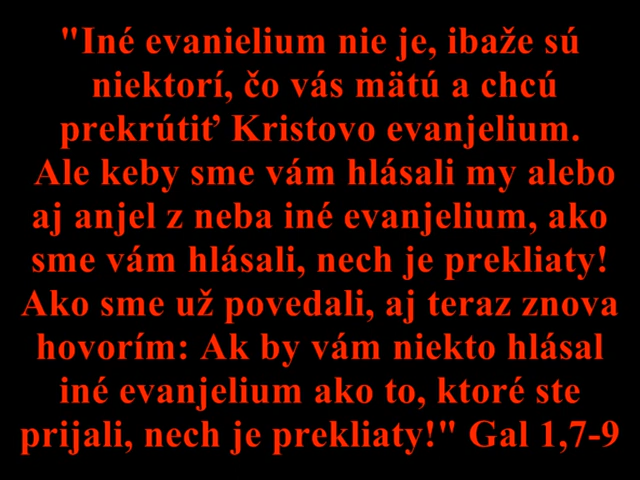 "Iné evanielium nie je, ibaže sú
niektorí, čo vás mätú a chcú
prekrútiť Kristovo evanjelium.
Ale keby sme vám hlásali my alebo
aj anjel z neba iné evanjelium, ako
sme vám hlásali, nech je prekliaty!
Ako sme už povedali, aj teraz znova
hovorím: Ak by vám niekto hlásal
iné evanjelium ako to, ktoré ste
prijali, nech je prekliaty!" Gal 1,7-9